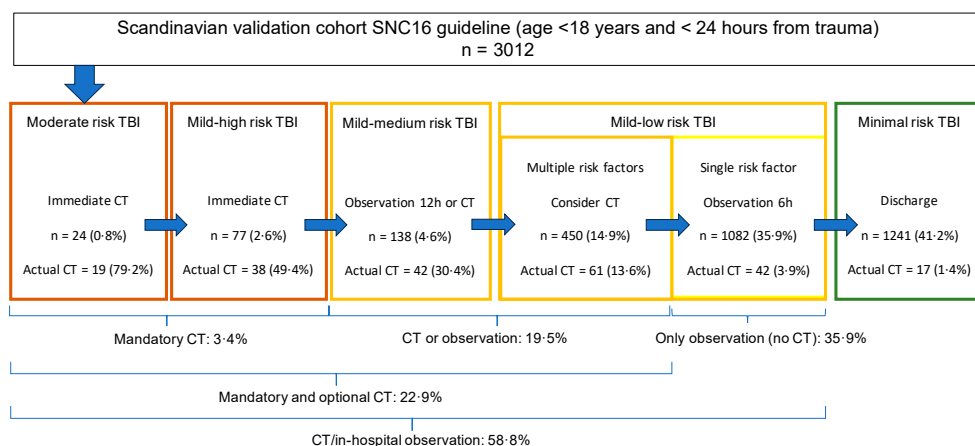 Scandinavian validation cohort SNC16 guideline (age <18 years and < 24 hours from trauma)
n = 3012
Moderate risk TBI
Immediate CT
n = 24 (0·8%)
Actual CT = 19 (79·2%)
Mild-high risk TBI
Immediate CT
n = 77 (2·6%)
Actual CT = 38 (49·4%)
Mild-medium risk TBI
Observation 12h or CT
n = 138 (4·6%)
Actual CT = 42 (30·4%)
Mild-low risk TBI
Multiple risk factors
Consider CT
n = 450 (14·9%)
Actual CT = 61 (13·6%)
Single risk factor
Observation 6h
n = 1082 (35·9%)
Actual CT = 42 (3·9%)
Minimal risk TBI
Discharge
n = 1241 (41·2%)
Actual CT = 17 (1·4%)
Mandatory CT: 3·4%
CT or observation: 19·5%
Only observation (no CT): 35·9%
Mandatory and optional CT: 22·9%
CT/in-hospital observation: 58·8%